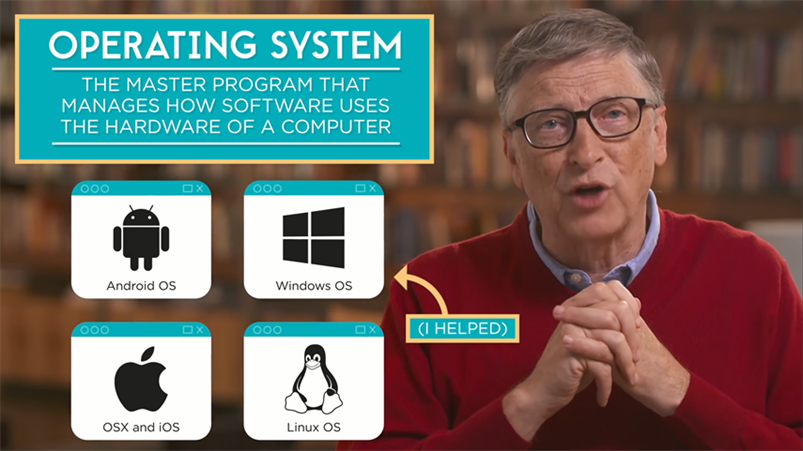 OPERATING SYSTEM
THE MASTER PROGRAM THAT
MANAGES HOW SOFTWARE USES
THE HARDWARE OF A COMPUTER
Android OS
Windows OS
(I HELPED)
OSX and iOS
Linux OS